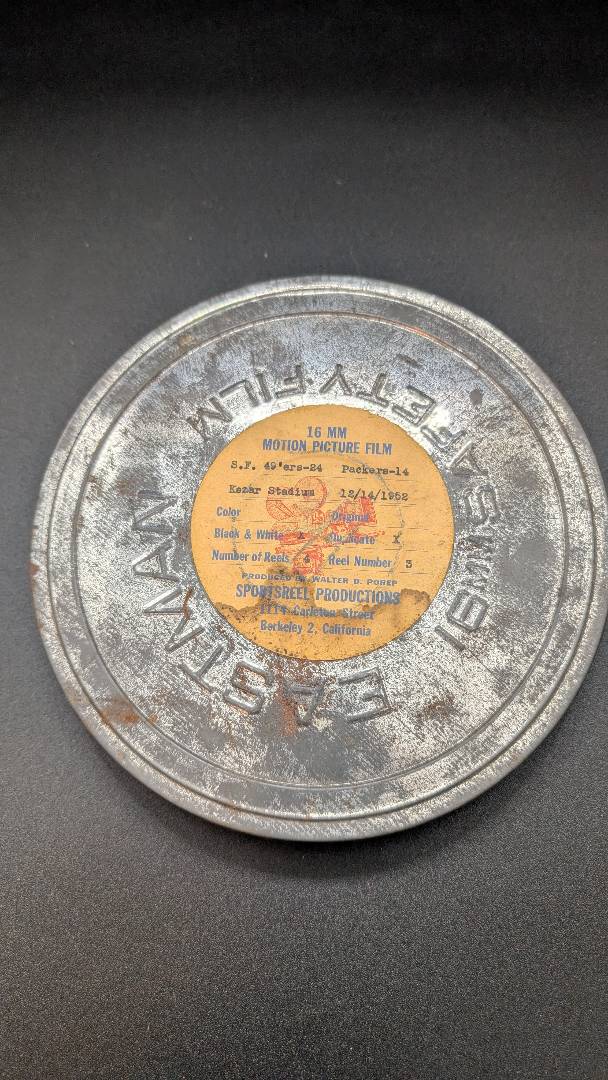 16 MM
MOTION PICTURE FILM
S.F. 49'ers-24 Packers-14
Kezar Stadium 12/14/1952
Color Original
Black & White X Duplicate X
Number of Reels 4 Reel Number 3
PRODUCED BY WALTER D. POREP
SPORTSREEL PRODUCTIONS
1114 Carleton Street
Berkeley 2, California
EASTMAN
SAFETY FILM
16MM